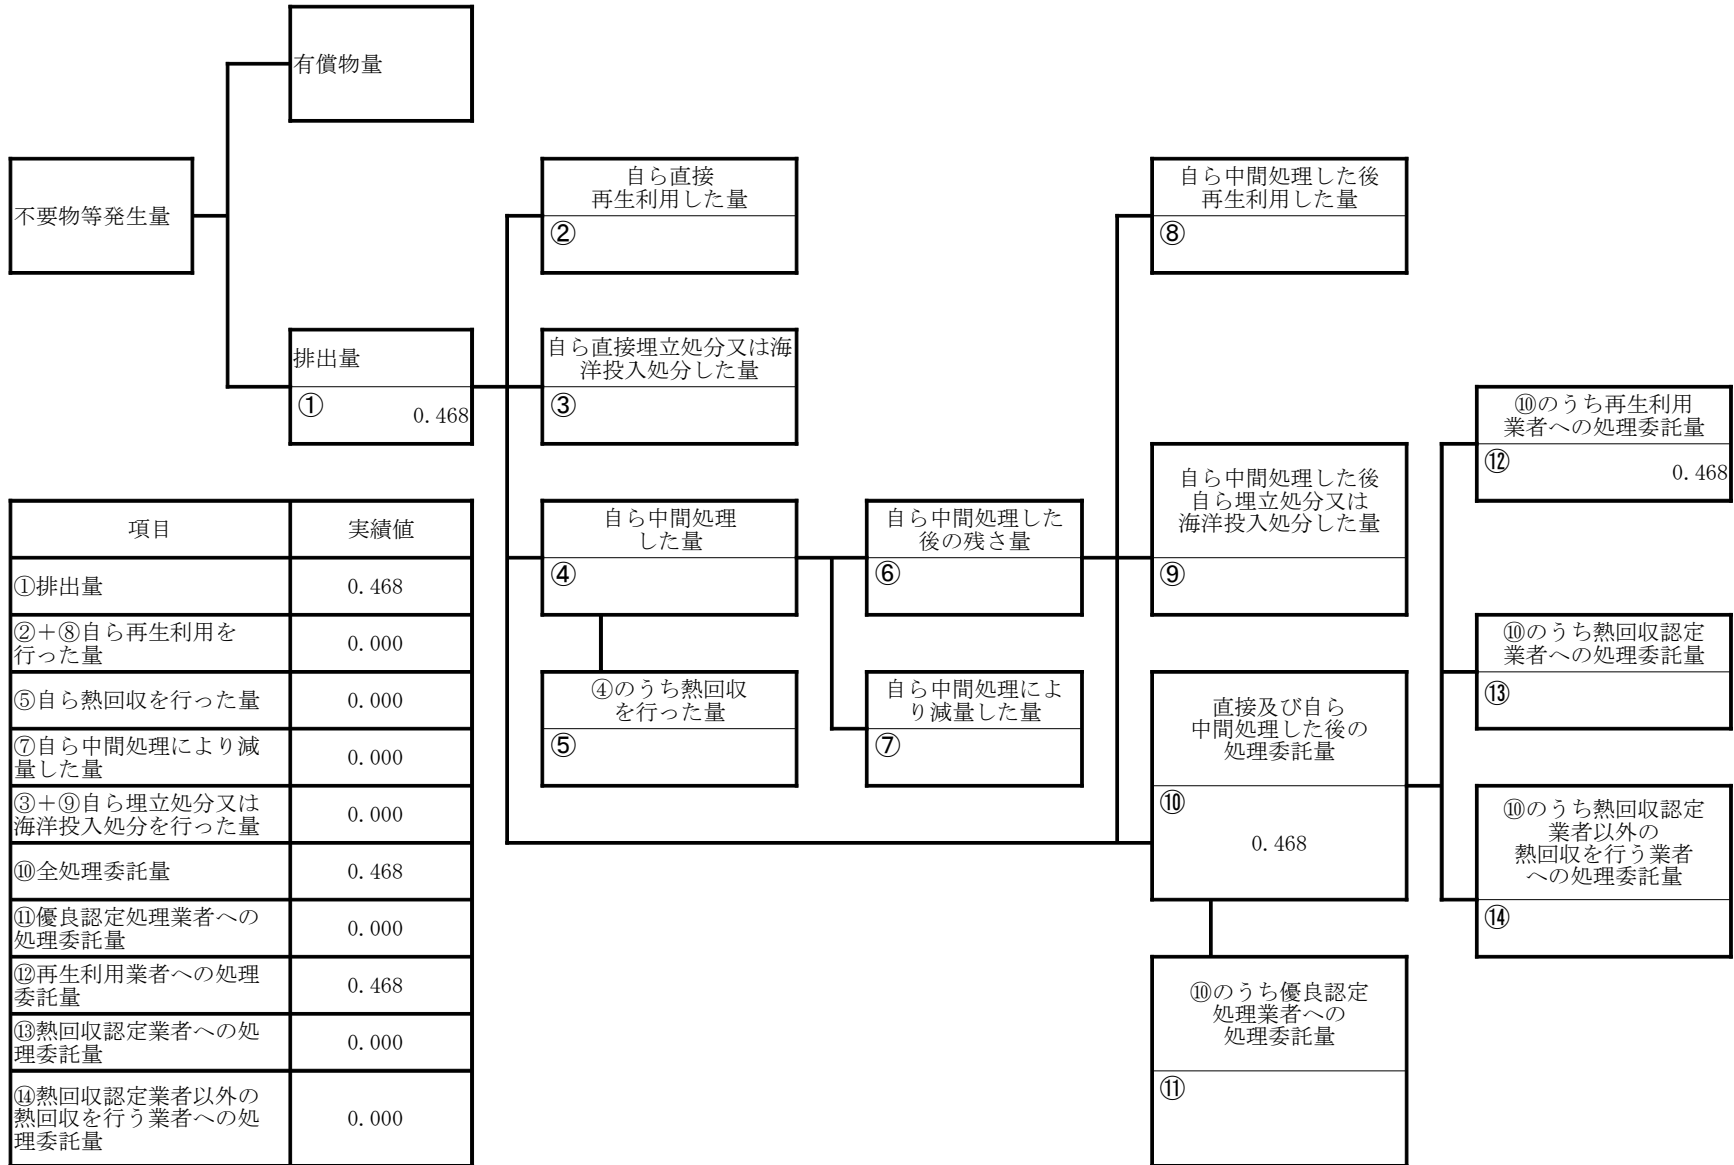 有償物量
不要物等発生量
自ら直接
再生利用した量
②
自ら中間処理した後
再生利用した量
⑧
排出量
①
0.468
自ら直接埋立処分又は海
洋投入処分した量
③
⑩のうち再生利用
業者への処理委託量
⑫
0.468
自ら中間処理
した量
④
自ら中間処理した
後の残さ量
⑥
自ら中間処理した後
自ら埋立処分又は
海洋投入処分した量
⑨
⑩のうち熱回収認定
業者への処理委託量
⑬
④のうち熱回収
を行った量
⑤
自ら中間処理によ
り減量した量
⑦
直接及び自ら
中間処理した後の
処理委託量
⑩
0.468
⑩のうち熱回収認定
業者以外の
熱回収を行う業者
への処理委託量
⑭
⑩のうち優良認定
処理業者への
処理委託量
⑪
項目 実績値
①排出量 0.468
②＋⑧自ら再生利用を
行った量 0.000
⑤自ら熱回収を行った量 0.000
⑦自ら中間処理により減
量した量 0.000
③＋⑨自ら埋立処分又は
海洋投入処分を行った量 0.000
⑩全処理委託量 0.468
⑪優良認定処理業者への
処理委託量 0.000
⑫再生利用業者への処理
委託量 0.468
⑬熱回収認定業者への処
理委託量 0.000
⑭熱回収認定業者以外の
熱回収を行う業者への処
理委託量 0.000